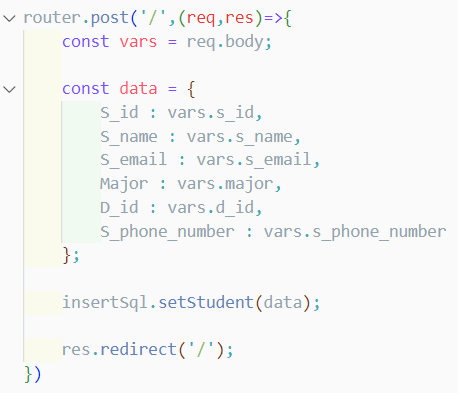 router.post('/',(req,res)=>{
    const vars = req.body;

    const data = {
        S_id : vars.s_id,
        S_name : vars.s_name,
        S_email : vars.s_email,
        Major : vars.major,
        D_id : vars.d_id,
        S_phone_number : vars.s_phone_number
    };

    insertSql.setStudent(data);

    res.redirect('/');
})